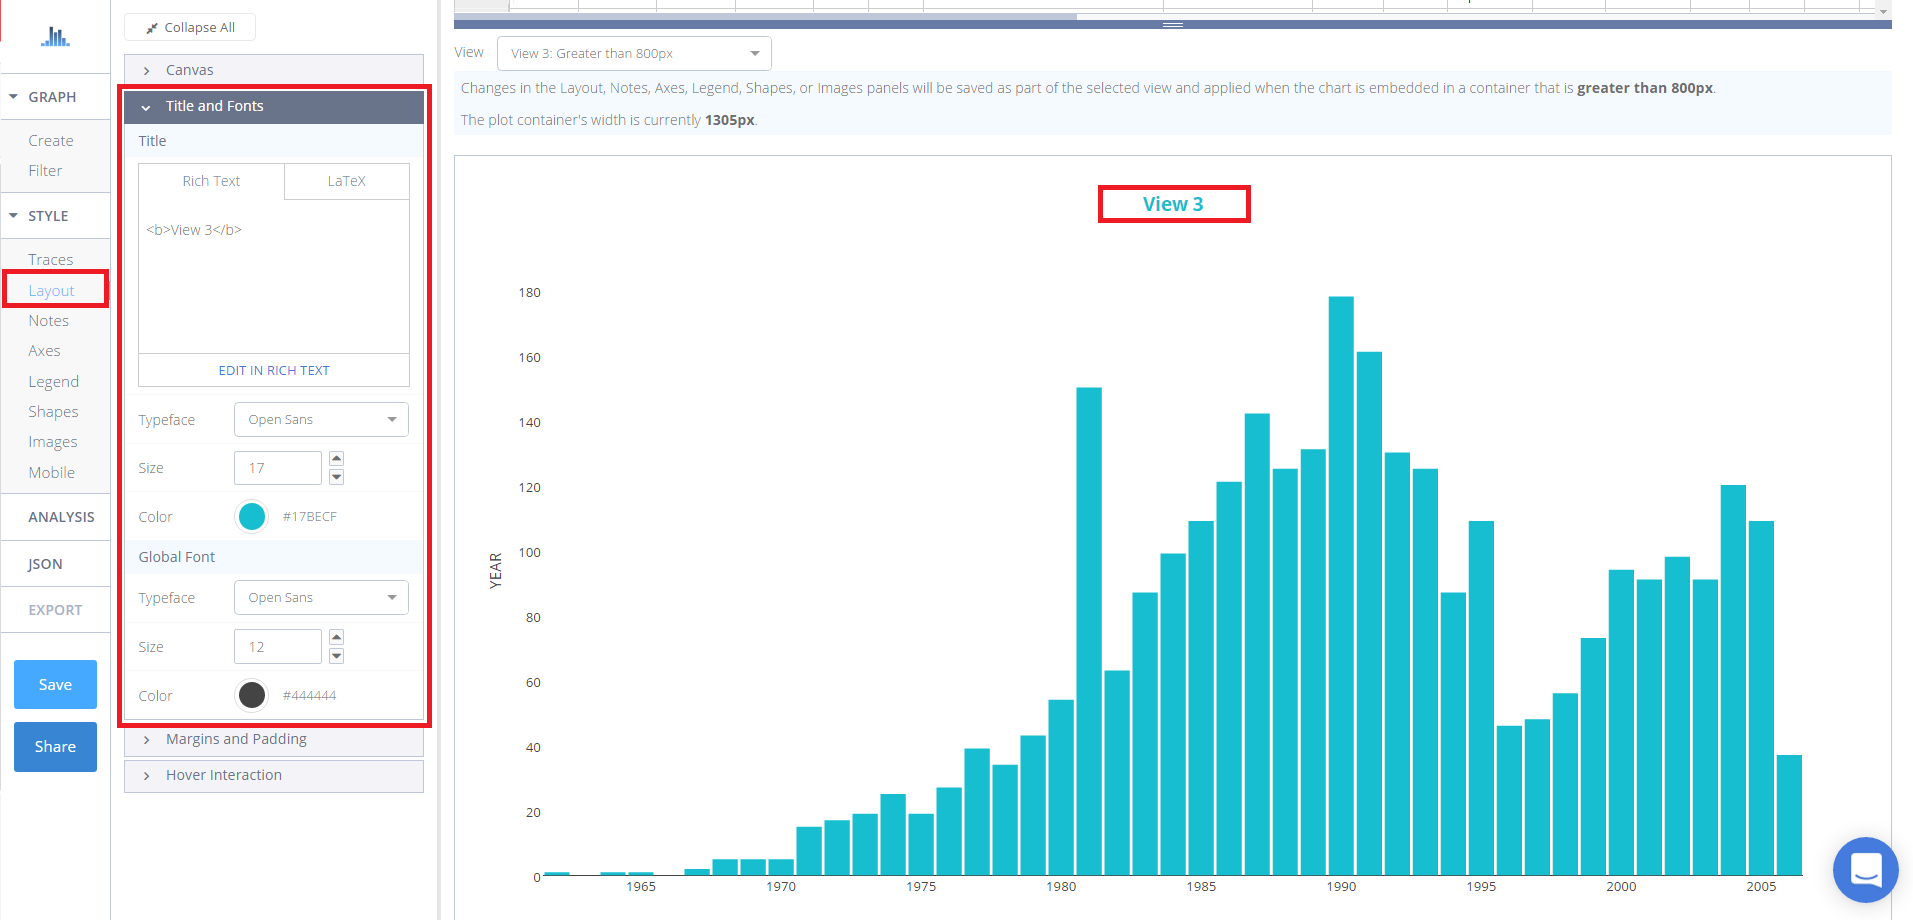 GRAPH
Create
Filter
STYLE
Traces
Layout
Notes
Axes
Legend
Shapes
Images
Mobile
ANALYSIS
JSON
EXPORT
Save
Share
Collapse All
Canvas
Title and Fonts
Title
Rich Text LaTeX
<b>View 3</b>
EDIT IN RICH TEXT
Typeface Open Sans
Size 17
Color #17BECF
Global Font
Typeface Open Sans
Size 12
Color #444444
Margins and Padding
Hover Interaction
View View 3: Greater than 800px
Changes in the Layout, Notes, Axes, Legend, Shapes, or Images panels will be saved as part of the selected view and applied when the chart is embedded in a container that is greater than 800px.
The plot container's width is currently 1305px.
View 3
180
160
140
120
100
80
60
40
20
0
YEAR
1965 1970 1975 1980 1985 1990 1995 2000 2005